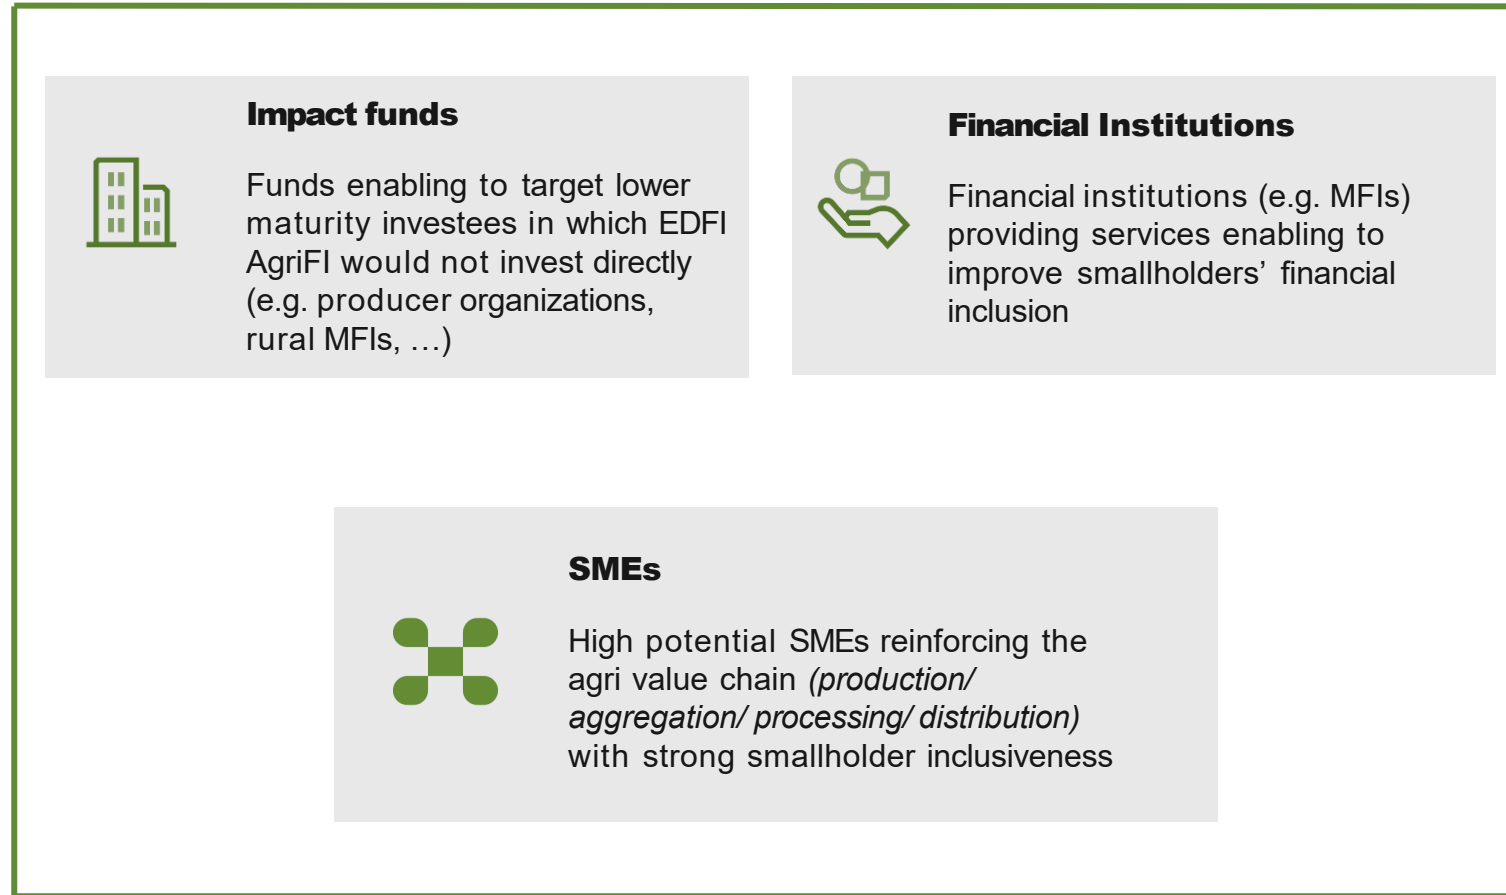 Impact funds
Funds enabling to target lower
maturity investees in which EDFI
AgriFI would not invest directly
(e.g. producer organizations,
rural MFIs, …)
Financial Institutions
Financial institutions (e.g. MFIs)
providing services enabling to
improve smallholders’ financial
inclusion
SMEs
High potential SMEs reinforcing the
agri value chain (production/
aggregation/ processing/ distribution)
with strong smallholder inclusiveness